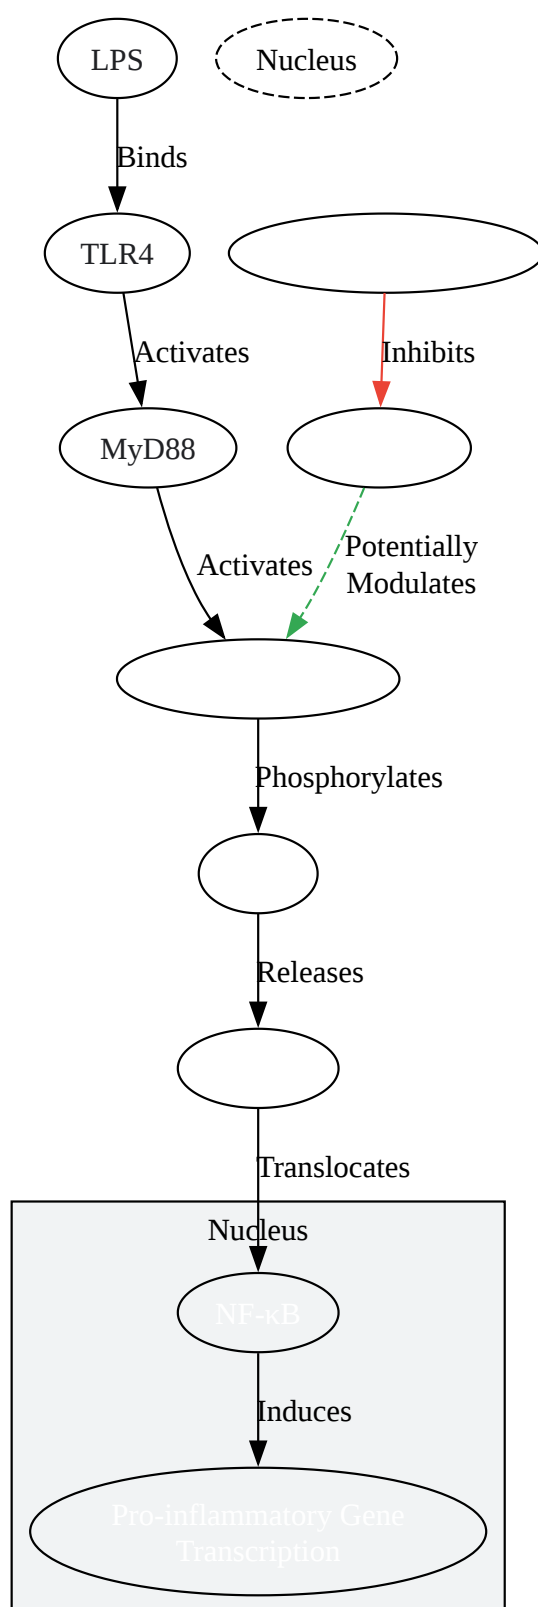 LPS
Nucleus
Binds
TLR4
Activates
Inhibits
MyD88
Activates
Potentially
Modulates
Phosphorylates
Releases
Translocates
Nucleus
NF-κB
Induces
Pro-inflammatory Gene
Transcription